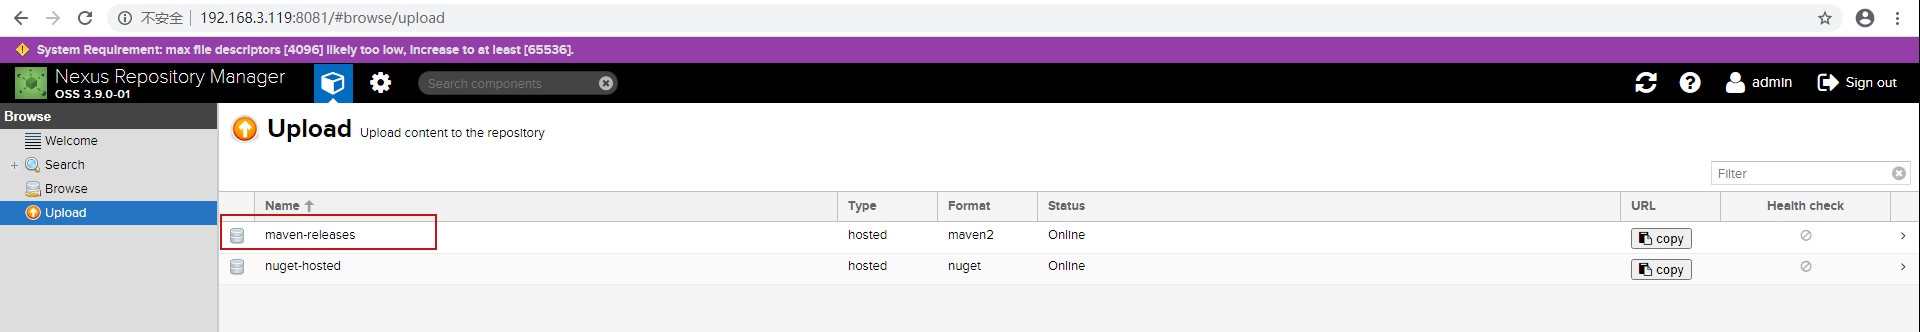 不安全 | 192.168.3.119:8081/#browse/upload
System Requirement: max file descriptors [4096] likely too low, increase to at least [65536].
Nexus Repository Manager
OSS 3.9.0-01
Search components
admin
Sign out
Browse
Welcome
Search
Browse
Upload
Upload Upload content to the repository
Filter
Name Type Format Status URL Health check
maven-releases hosted maven2 Online copy
nuget-hosted hosted nuget Online copy